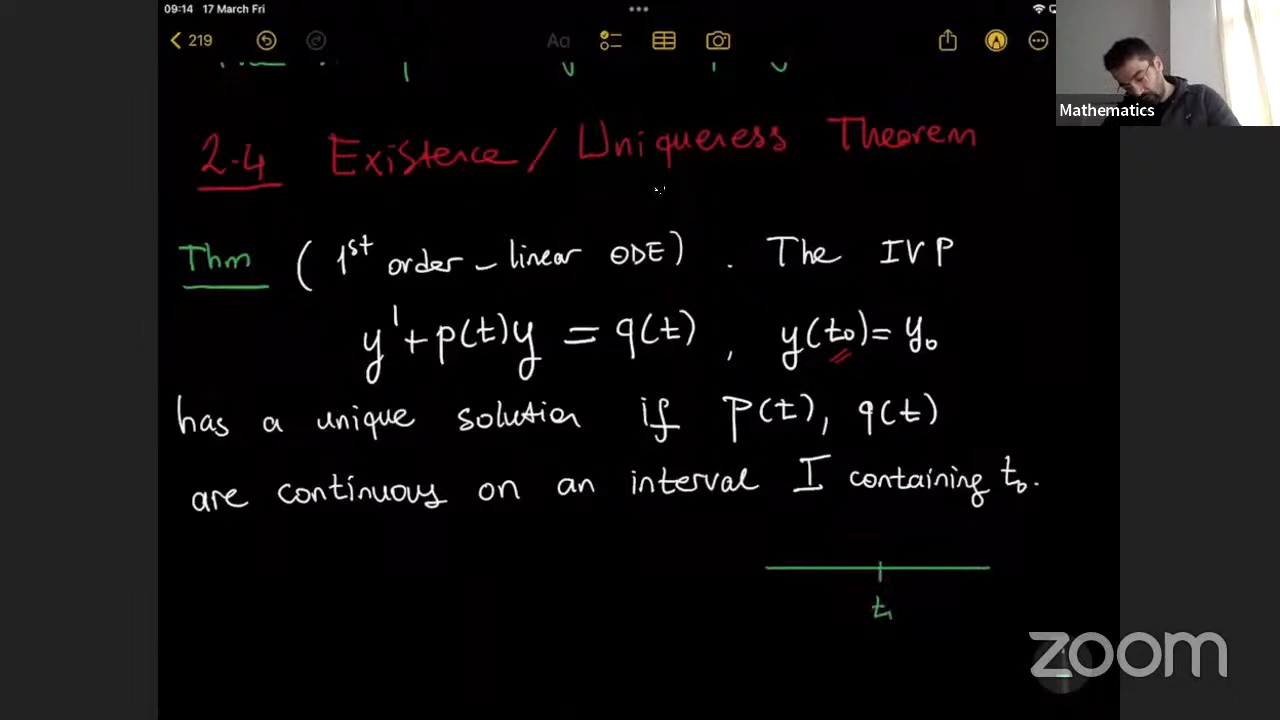 09:14 17 March Fri
219
Aa
Mathematics
2.4 Existence/Uniqueness Theorem
Thm (1st order - linear ODE). The IVP
y' + p(t)y = q(t), y(t0) = y0
has a unique solution if p(t), q(t)
are continuous on an interval I containing t0.
zoom